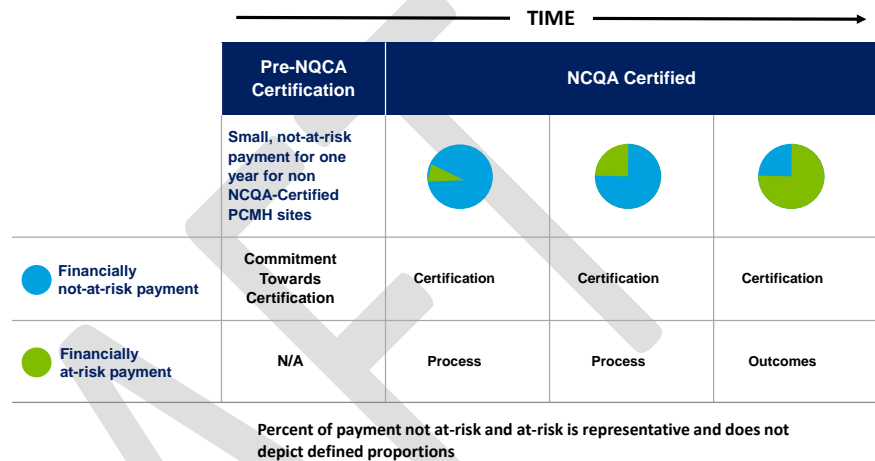 TIME
Pre-NQCA
Certification
NCQA Certified
Small, not-at-risk
payment for one
year for non
NCQA-Certified
PCMH sites
Financially
not-at-risk payment
Commitment
Towards
Certification
Certification
Certification
Certification
Financially
at-risk payment
N/A
Process
Process
Outcomes
Percent of payment not at-risk and at-risk is representative and does not
depict defined proportions